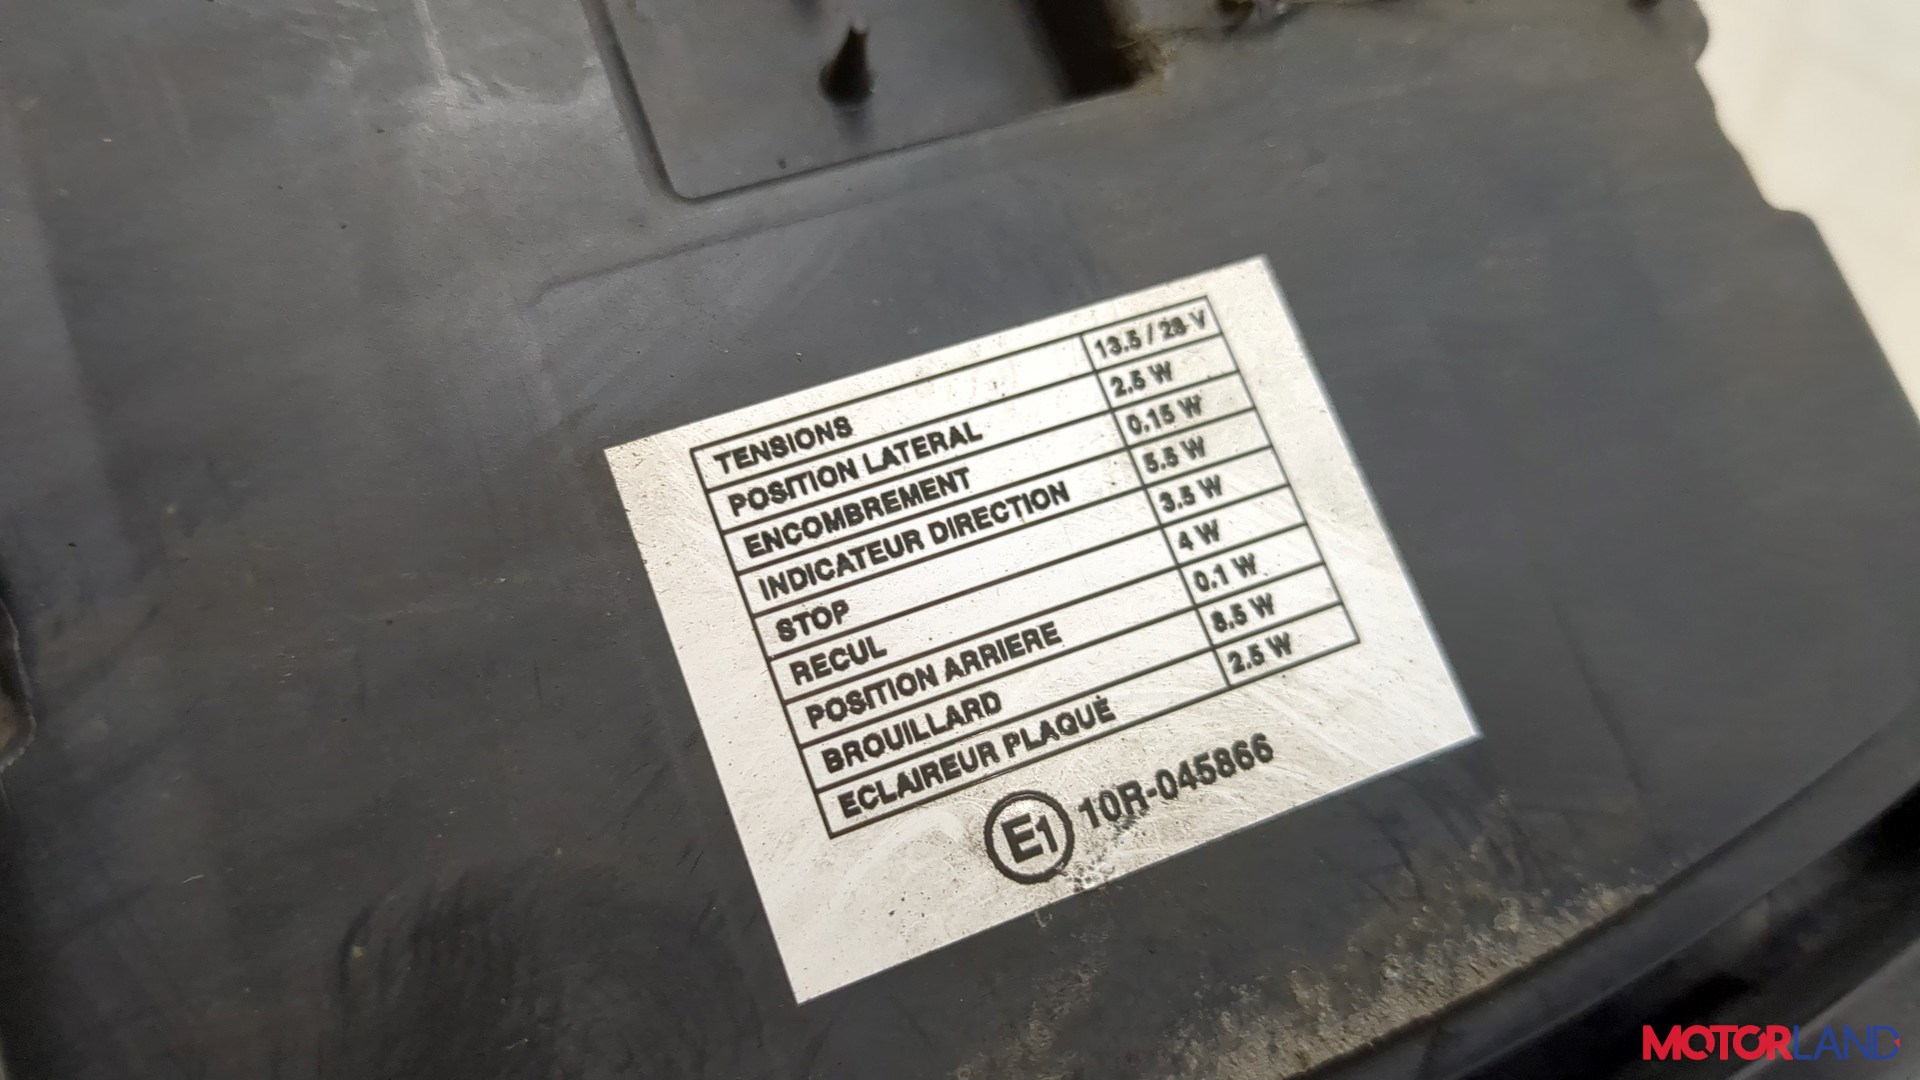 TENSIONS 13.5 / 28 V
POSITION LATERAL 2.5 W
ENCOMBREMENT 0.15 W
INDICATEUR DIRECTION 5.5 W
STOP 3.5 W
RECUL 4 W
POSITION ARRIERE 0.1 W
BROUILLARD 8.5 W
ECLAIREUR PLAQUE 2.5 W
E1 10R-045866
MOTORLAND